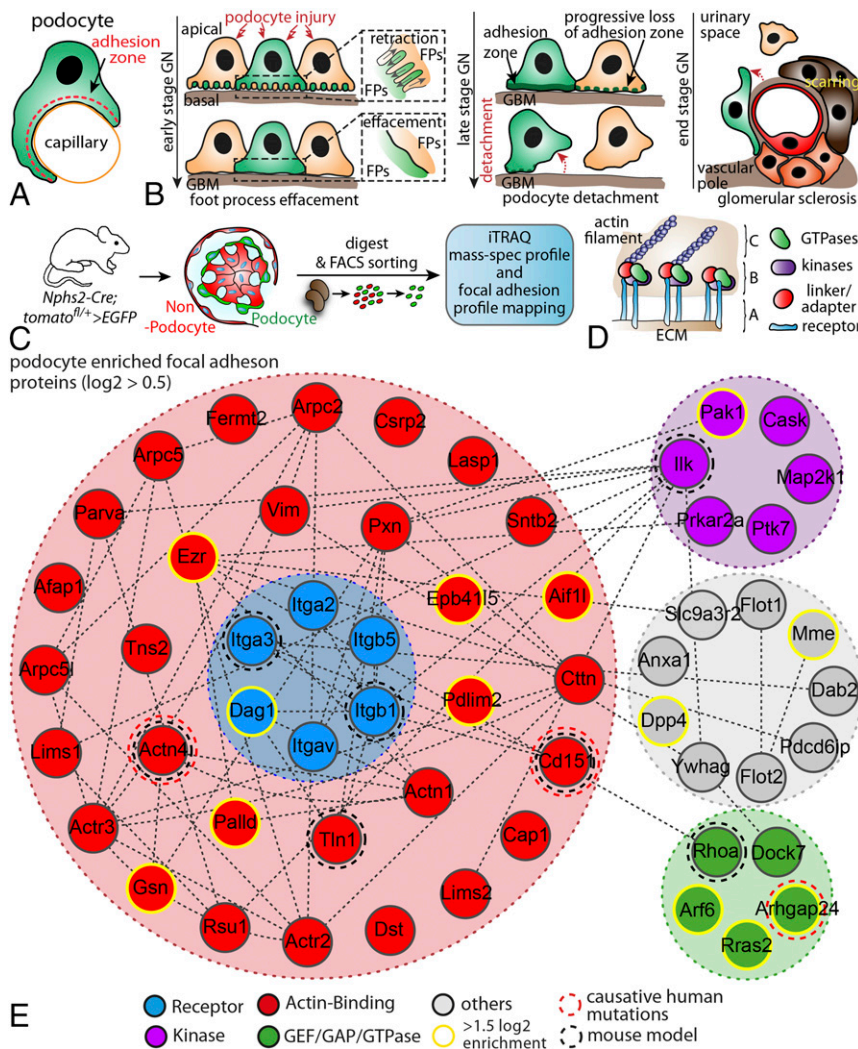 podocyte
adhesion
zone
capillary
A
early stage GN
apical
podocyte injury
basal
GBM
retraction
FPs
FPs
effacement
FPs
FPs
foot process effacement
B
late stage GN
adhesion
zone
progressive loss
of adhesion zone
GBM
detachment
GBM
podocyte detachment
end stage GN
urinary
space
scarring
vascular
pole
glomerular sclerosis
Nphs2-Cre;
tomatofl/+>EGFP
Non
-Podocyte
Podocyte
digest
& FACS sorting
iTRAQ
mass-spec profile
and
focal adhesion
profile mapping
C
actin
filament
C
B
A
ECM
GTPases
kinases
linker/
adapter
receptor
D
podocyte enriched focal adheson
proteins (log2 > 0.5)
Fermt2
Arpc2
Csrp2
Arpc5
Lasp1
Parva
Vim
Pxn
Sntb2
Ezr
Afap1
Epb41l5
Aif1l
Itga2
Itga3
Itgb5
Tns2
Arpc5l
Cttn
Dag1
Itgb1
Pdlim2
Itgav
Lims1
Actn4
Cd151
Actn1
Actr3
Palld
Tln1
Cap1
Gsn
Rsu1
Actr2
Dst
Lims2
Pak1
Cask
Ilk
Map2k1
Prkar2a
Ptk7
Slc9a3r2
Flot1
Mme
Anxa1
Dab2
Dpp4
Pdcd6ip
Ywhag
Flot2
Rhoa
Dock7
Arf6
Arhgap24
Rras2
E
Receptor
Actin-Binding
others
causative human
mutations
Kinase
GEF/GAP/GTPase
>1.5 log2
enrichment
mouse model